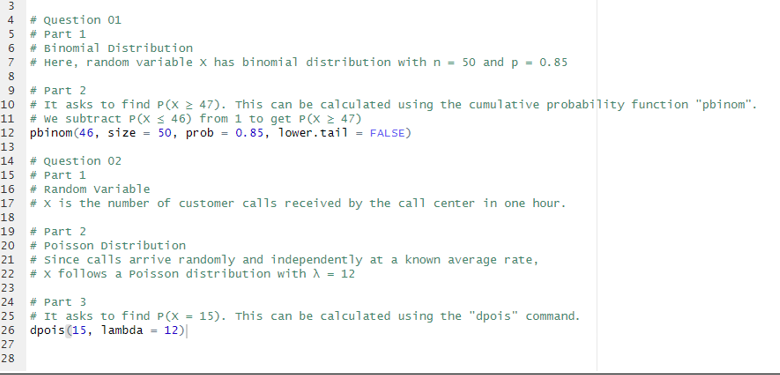 3
4 # Question 01
5 # Part 1
6 # Binomial Distribution
7 # Here, random variable X has binomial distribution with n = 50 and p = 0.85
8
9 # Part 2
10 # It asks to find P(X ≥ 47). This can be calculated using the cumulative probability function "pbinom".
11 # We subtract P(X ≤ 46) from 1 to get P(X ≥ 47)
12 pbinom(46, size = 50, prob = 0.85, lower.tail = FALSE)
13
14 # Question 02
15 # Part 1
16 # Random Variable
17 # X is the number of customer calls received by the call center in one hour.
18
19 # Part 2
20 # Poisson Distribution
21 # Since calls arrive randomly and independently at a known average rate,
22 # X follows a Poisson distribution with λ = 12
23
24 # Part 3
25 # It asks to find P(X = 15). This can be calculated using the "dpois" command.
26 dpois(15, lambda = 12)
27
28